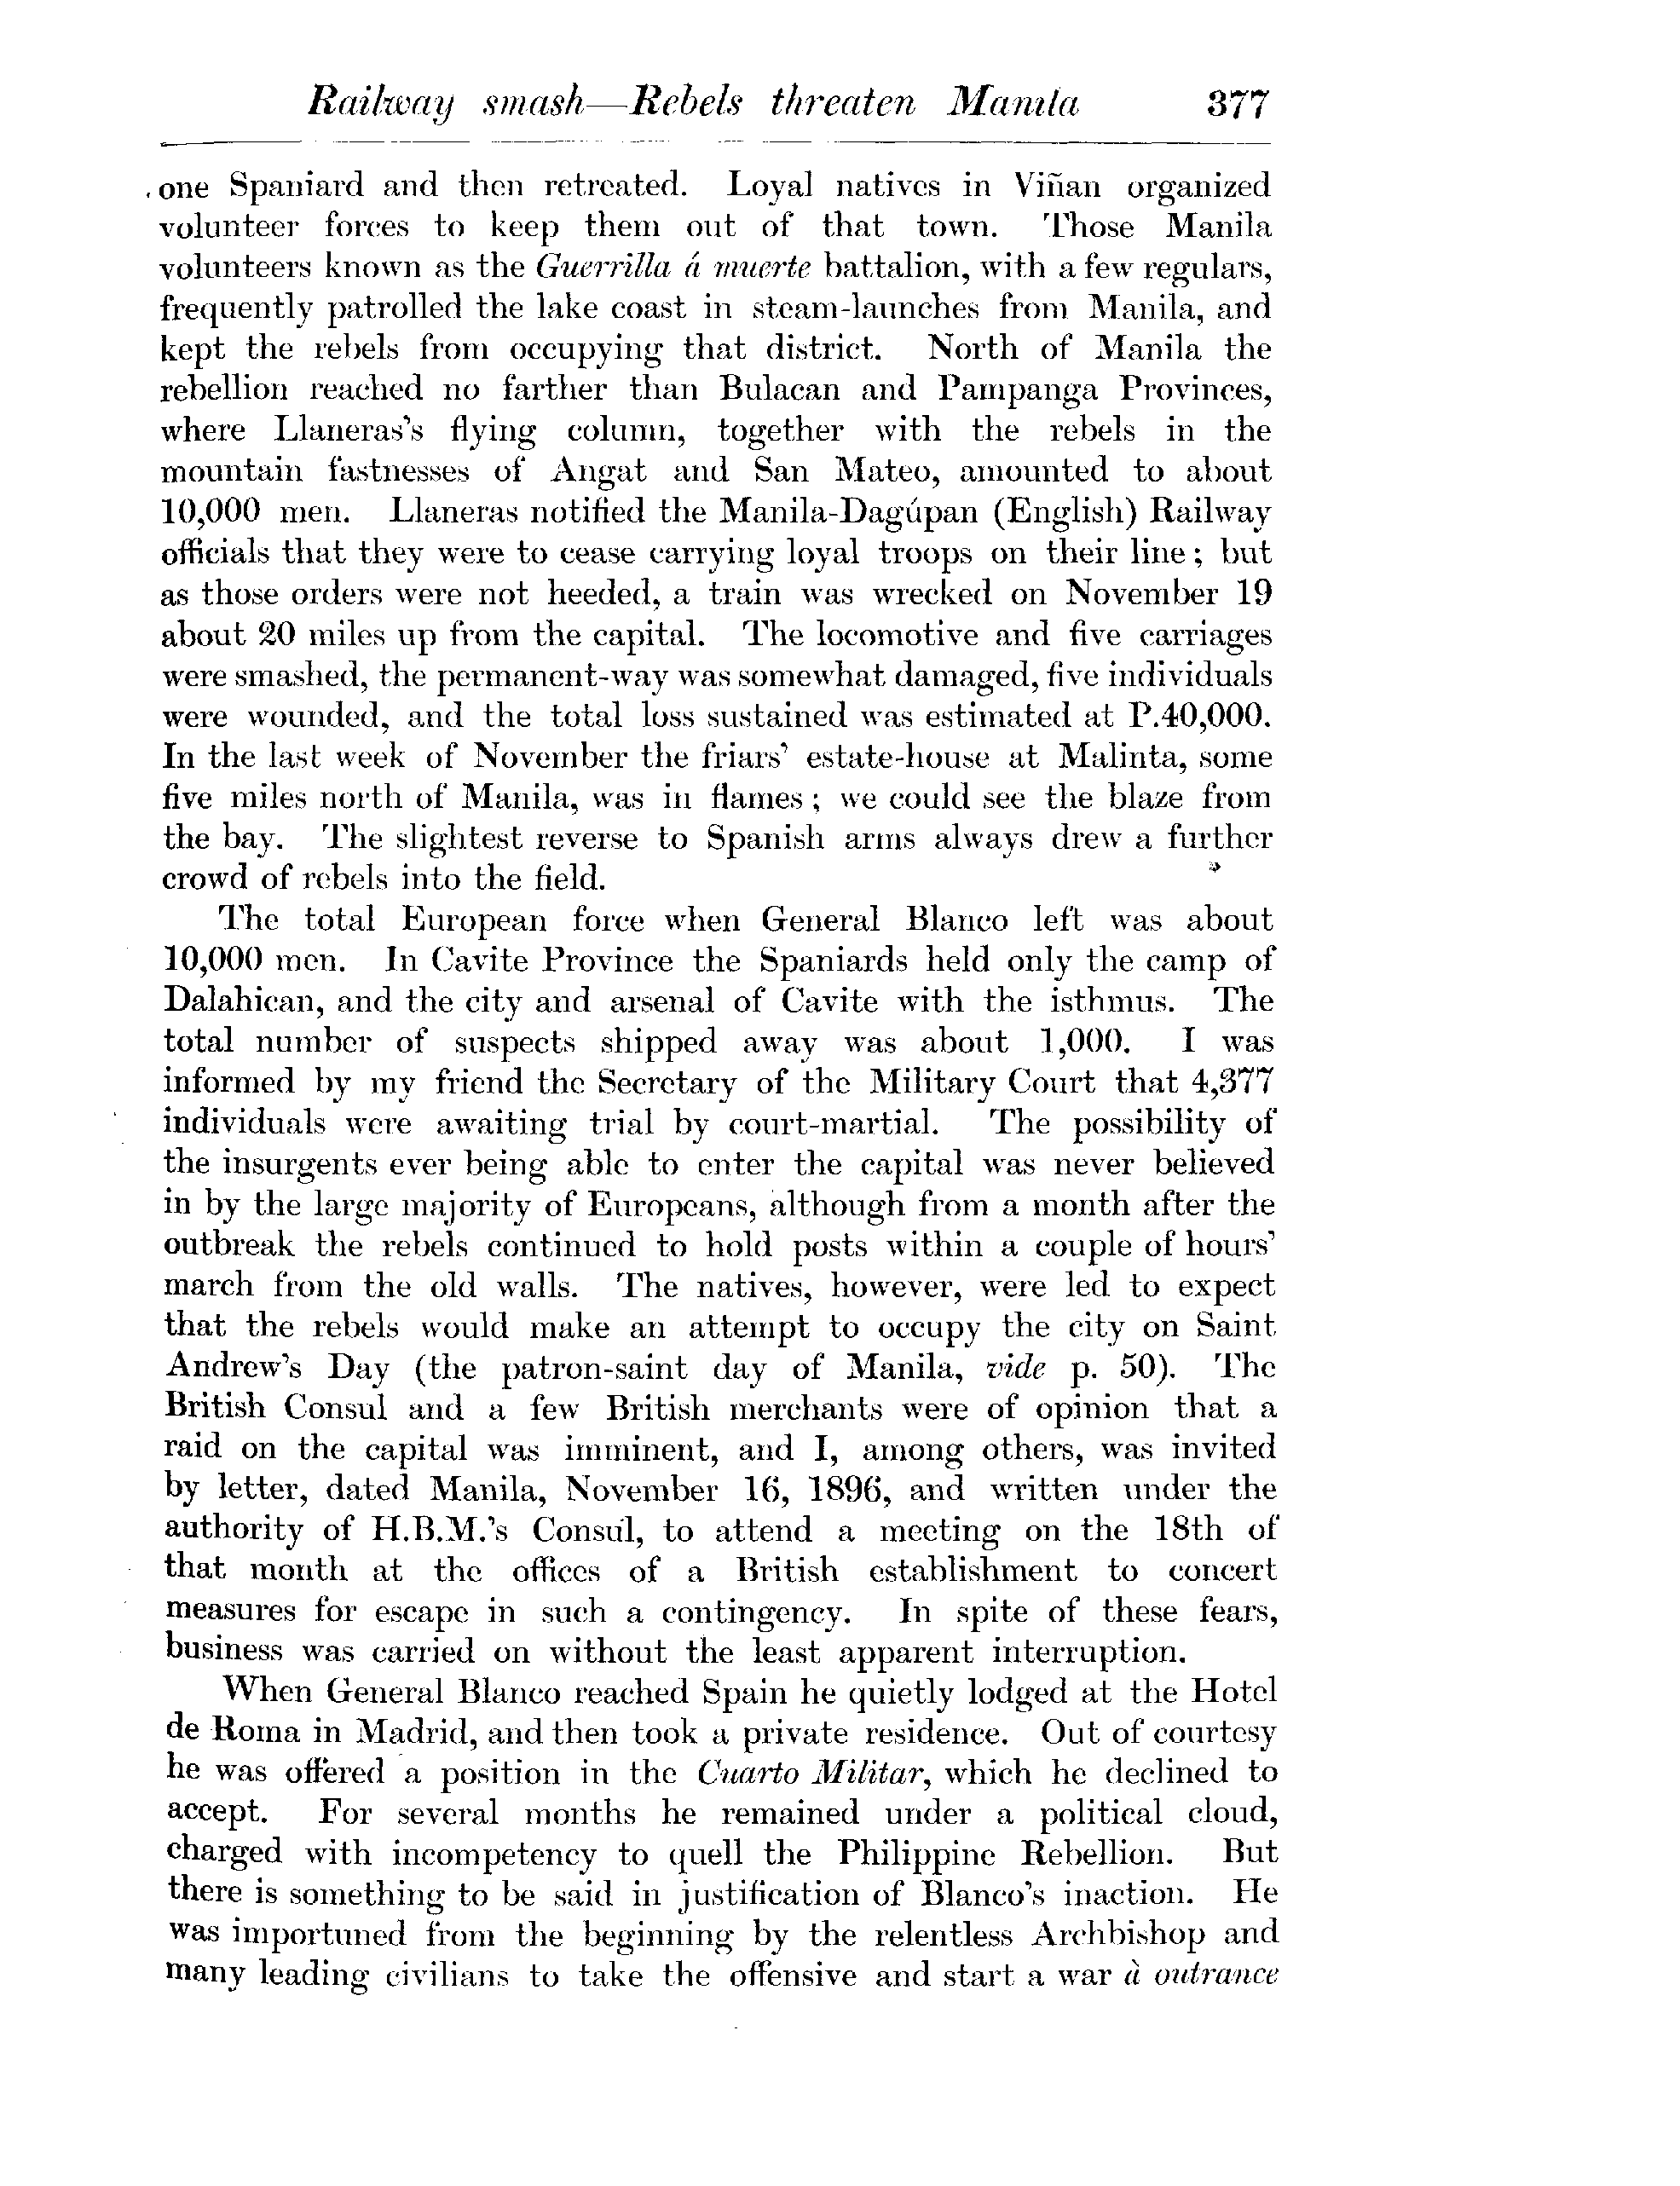 Railway smash—Rebels threaten Manila 377
one Spaniard and then retreated. Loyal natives in Viñan organized
volunteer forces to keep them out of that town. Those Manila
volunteers known as the Guerrilla á muerte battalion, with a few regulars,
frequently patrolled the lake coast in steam-launches from Manila, and
kept the rebels from occupying that district. North of Manila the
rebellion reached no farther than Bulacan and Pampanga Provinces,
where Llaneras's flying column, together with the rebels in the
mountain fastnesses of Angat and San Mateo, amounted to about
10,000 men. Llaneras notified the Manila-Dagúpan (English) Railway
officials that they were to cease carrying loyal troops on their line; but
as those orders were not heeded, a train was wrecked on November 19
about 20 miles up from the capital. The locomotive and five carriages
were smashed, the permanent-way was somewhat damaged, five individuals
were wounded, and the total loss sustained was estimated at P.40,000.
In the last week of November the friars' estate-house at Malinta, some
five miles north of Manila, was in flames; we could see the blaze from
the bay. The slightest reverse to Spanish arms always drew a further
crowd of rebels into the field.
The total European force when General Blanco left was about
10,000 men. In Cavite Province the Spaniards held only the camp of
Dalahican, and the city and arsenal of Cavite with the isthmus. The
total number of suspects shipped away was about 1,000. I was
informed by my friend the Secretary of the Military Court that 4,377
individuals were awaiting trial by court-martial. The possibility of
the insurgents ever being able to enter the capital was never believed
in by the large majority of Europeans, although from a month after the
outbreak the rebels continued to hold posts within a couple of hours'
march from the old walls. The natives, however, were led to expect
that the rebels would make an attempt to occupy the city on Saint
Andrew's Day (the patron-saint day of Manila, vide p. 50). The
British Consul and a few British merchants were of opinion that a
raid on the capital was imminent, and I, among others, was invited
by letter, dated Manila, November 16, 1896, and written under the
authority of H.B.M.'s Consul, to attend a meeting on the 18th of
that month at the offices of a British establishment to concert
measures for escape in such a contingency. In spite of these fears,
business was carried on without the least apparent interruption.
When General Blanco reached Spain he quietly lodged at the Hotel
de Roma in Madrid, and then took a private residence. Out of courtesy
he was offered a position in the Cuarto Militar, which he declined to
accept. For several months he remained under a political cloud,
charged with incompetency to quell the Philippine Rebellion. But
there is something to be said in justification of Blanco's inaction. He
was importuned from the beginning by the relentless Archbishop and
many leading civilians to take the offensive and start a war à outrance